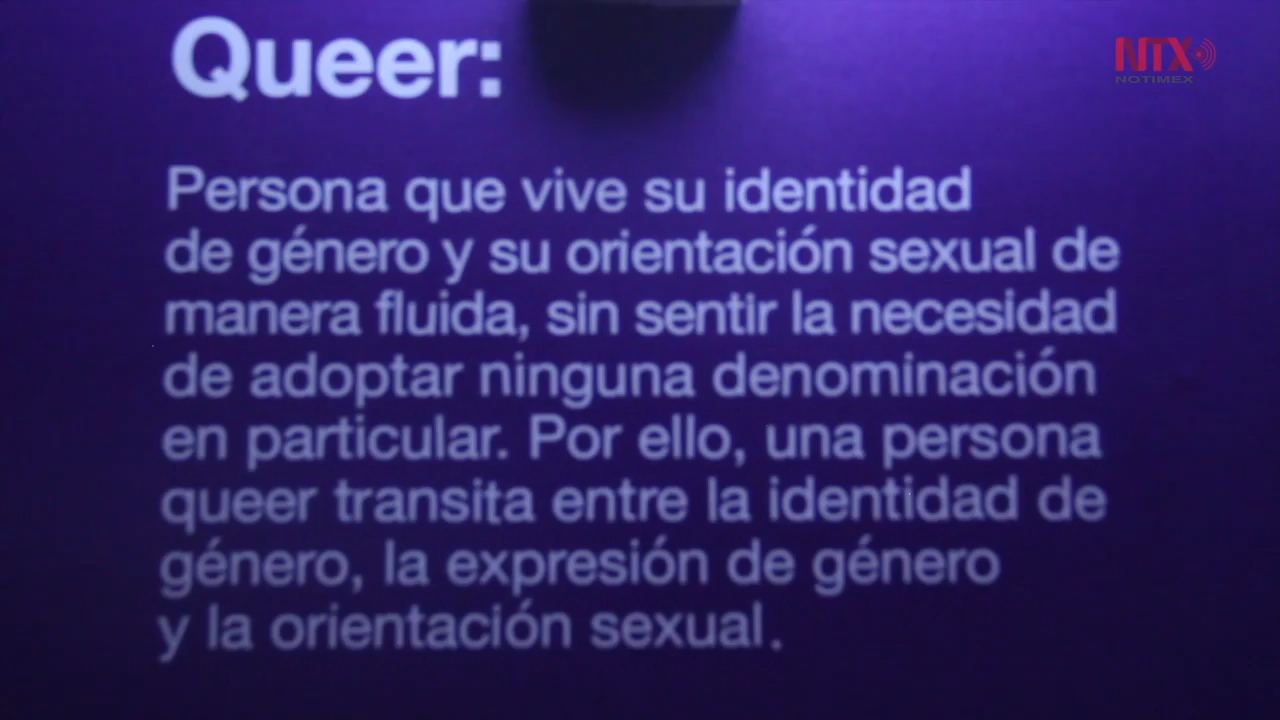 Queer:
NTX
NOTIMEX
Persona que vive su identidad
de género y su orientación sexual de
manera fluida, sin sentir la necesidad
de adoptar ninguna denominación
en particular. Por ello, una persona
queer transita entre la identidad de
género, la expresión de género
y la orientación sexual.